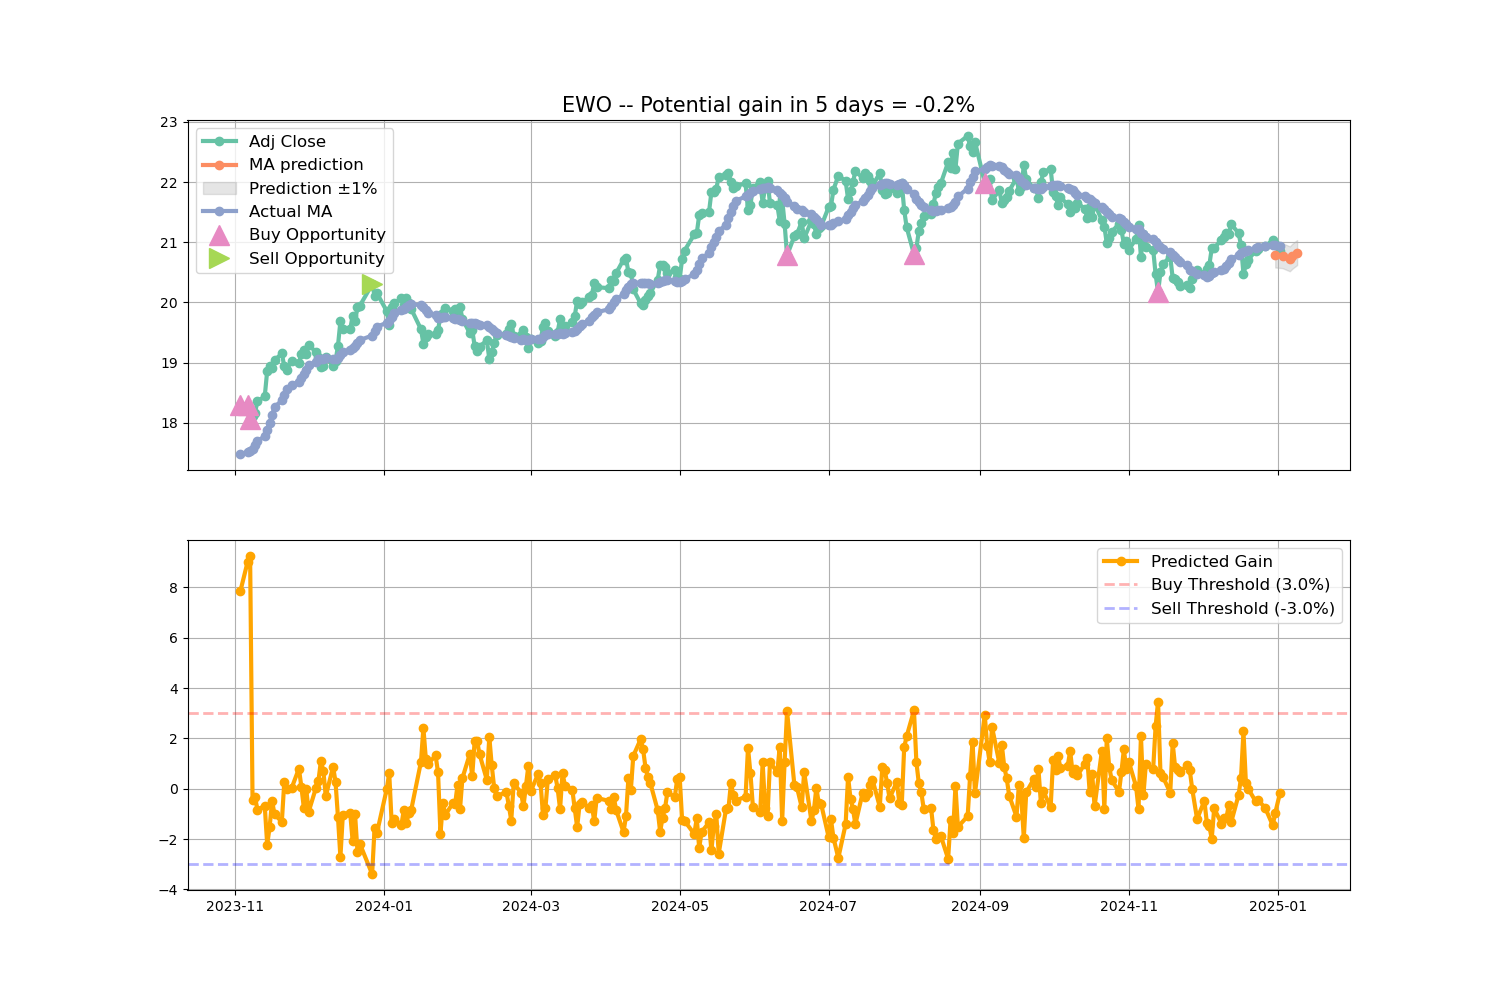 EWO -- Potential gain in 5 days = -0.2%
23
22
21
20
19
18
Adj Close
MA prediction
Prediction ±1%
Actual MA
Buy Opportunity
Sell Opportunity
8
6
4
2
0
−2
−4
Predicted Gain
Buy Threshold (3.0%)
Sell Threshold (-3.0%)
2023-11 2024-01 2024-03 2024-05 2024-07 2024-09 2024-11 2025-01